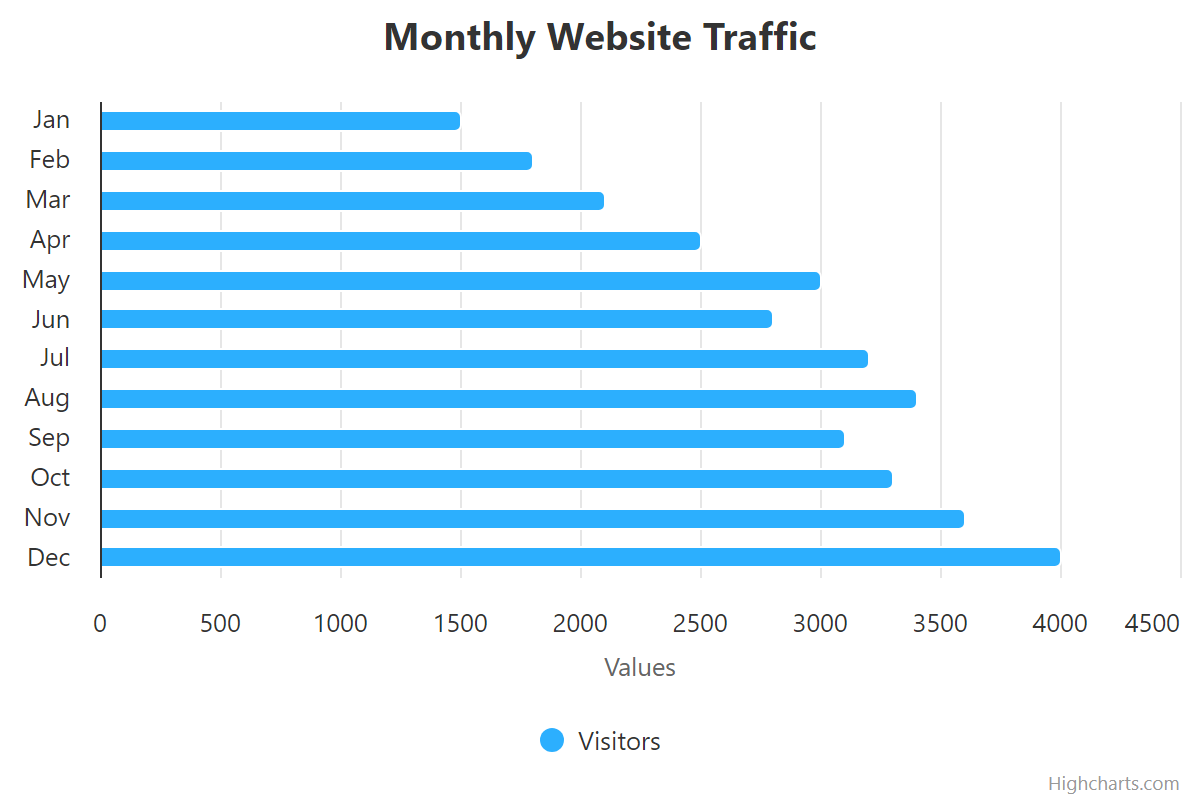 Monthly Website Traffic
Jan
Feb
Mar
Apr
May
Jun
Jul
Aug
Sep
Oct
Nov
Dec
0 500 1000 1500 2000 2500 3000 3500 4000 4500
Values
Visitors
Highcharts.com